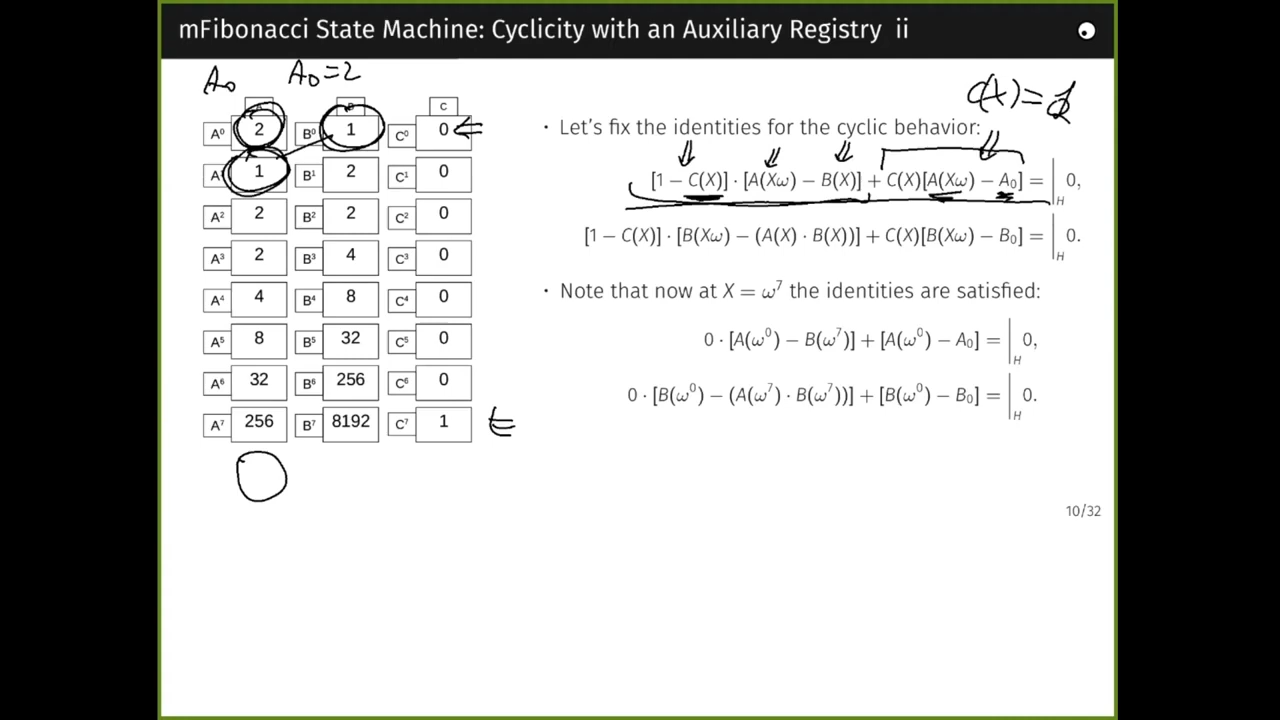 mFibonacci State Machine: Cyclicity with an Auxiliary Registry ii
A₀ A₀=2
C(X)=1
B C
A⁰ 2 B⁰ 1 C⁰ 0
1 B¹ 2 C¹ 0
A² 2 B² 2 C² 0
A³ 2 B³ 4 C³ 0
A⁴ 4 B⁴ 8 C⁴ 0
A⁵ 8 B⁵ 32 C⁵ 0
A⁶ 32 B⁶ 256 C⁶ 0
A⁷ 256 B⁷ 8192 C⁷ 1
· Let's fix the identities for the cyclic behavior:
[1 − C(X)] · [A(Xω) − B(X)] + C(X)[A(Xω) − A₀] = |H 0,
[1 − C(X)] · [B(Xω) − (A(X) · B(X))] + C(X)[B(Xω) − B₀] = |H 0.
· Note that now at X = ω⁷ the identities are satisfied:
0 · [A(ω⁰) − B(ω⁷)] + [A(ω⁰) − A₀] = |H 0,
0 · [B(ω⁰) − (A(ω⁷) · B(ω⁷))] + [B(ω⁰) − B₀] = |H 0.
10/32